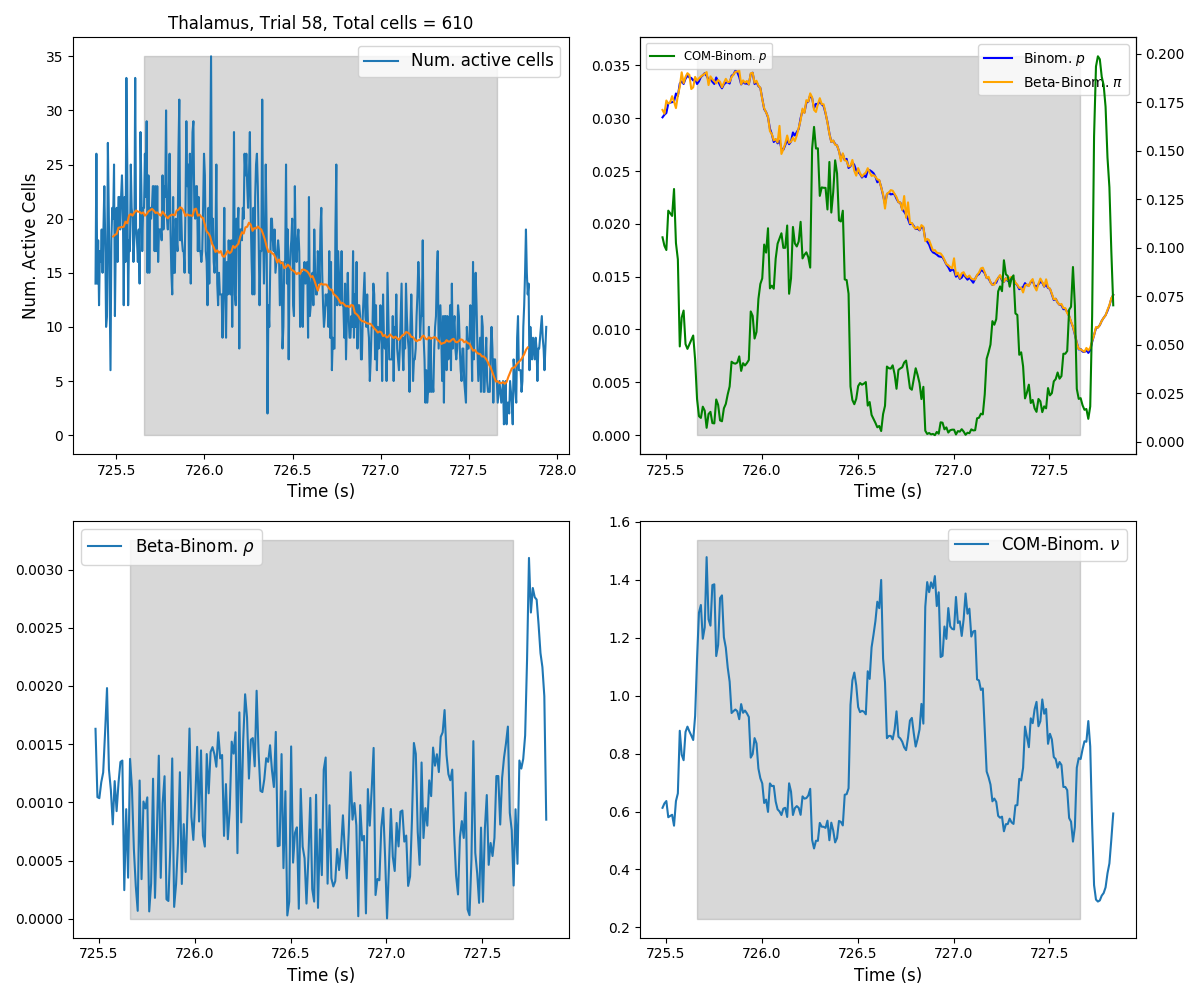 Thalamus, Trial 58, Total cells = 610
Num. active cells
Num. Active Cells
35
30
25
20
15
10
5
0
725.5 726.0 726.5 727.0 727.5 728.0
Time (s)
COM-Binom. p
Binom. p
Beta-Binom. π
0.035
0.030
0.025
0.020
0.015
0.010
0.005
0.000
0.200
0.175
0.150
0.125
0.100
0.075
0.050
0.025
0.000
725.5 726.0 726.5 727.0 727.5
Time (s)
Beta-Binom. ρ
0.0030
0.0025
0.0020
0.0015
0.0010
0.0005
0.0000
725.5 726.0 726.5 727.0 727.5
Time (s)
COM-Binom. ν
1.6
1.4
1.2
1.0
0.8
0.6
0.4
0.2
725.5 726.0 726.5 727.0 727.5
Time (s)